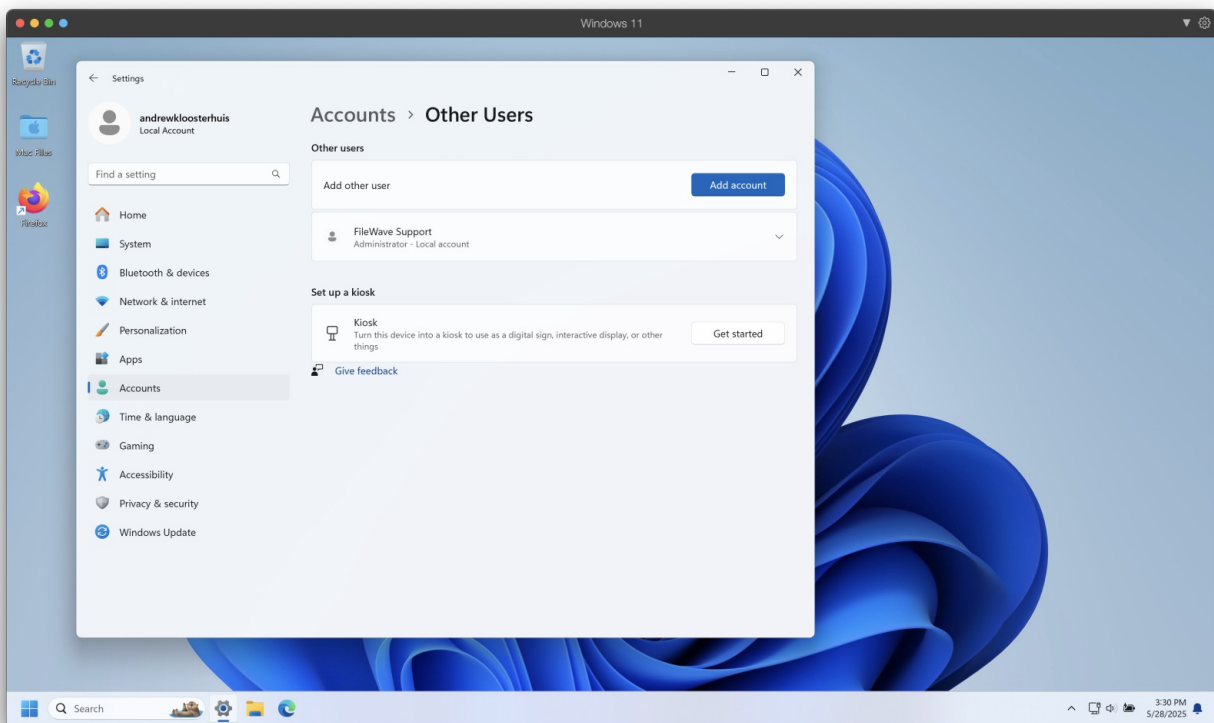 Windows 11
Recycle Bin
Mac Files
Firefox
Settings
andrewkloosterhuis
Local Account
Find a setting
Home
System
Bluetooth & devices
Network & internet
Personalization
Apps
Accounts
Time & language
Gaming
Accessibility
Privacy & security
Windows Update
Accounts > Other Users
Other users
Add other user
Add account
FileWave Support
Administrator - Local account
Set up a kiosk
Kiosk
Turn this device into a kiosk to use as a digital sign, interactive display, or other
things
Get started
Give feedback
Search
3:30 PM
5/28/2025